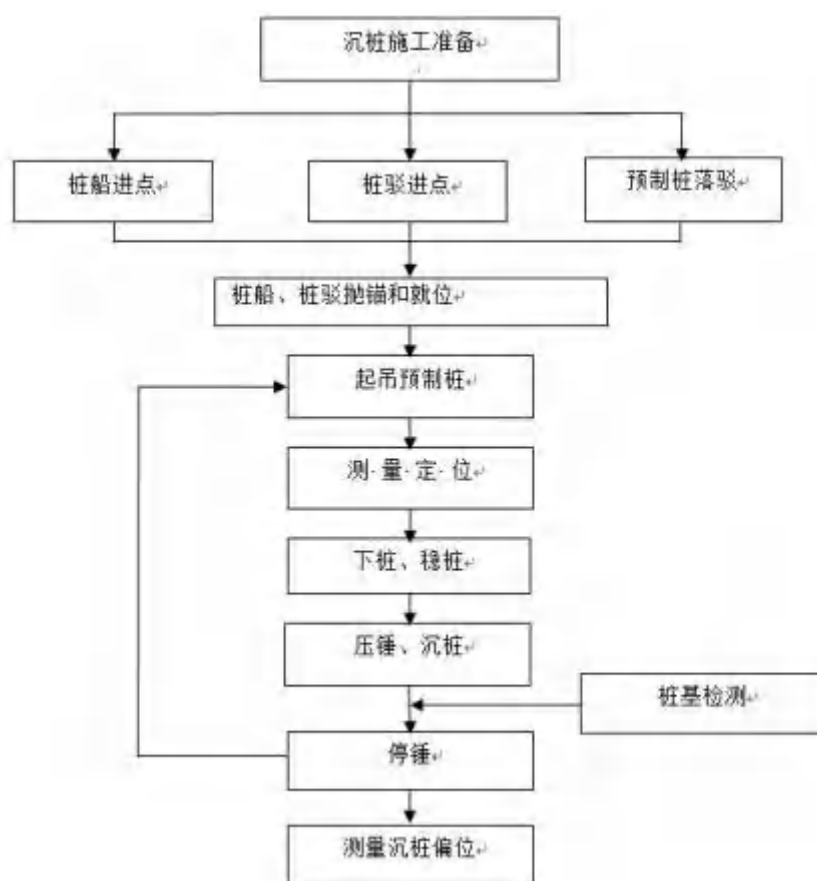 沉桩施工准备
桩船进点
桩驳进点
预制桩落驳
桩船、桩驳抛锚和就位
起吊预制桩
测·量·定·位
下桩、稳桩
压锤、沉桩
桩基检测
停锤
测量沉桩偏位